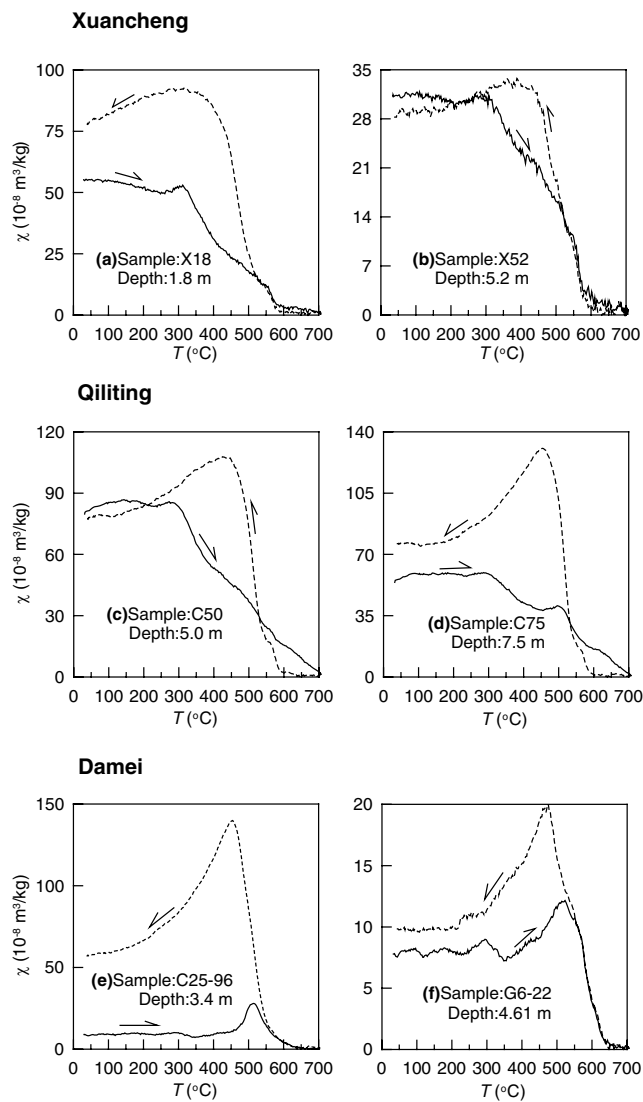 Xuancheng
100
75
50
25
0
χ (10-8 m3/kg)
(a)Sample:X18
Depth:1.8 m
0 100 200 300 400 500 600 700
T (oC)
35
28
21
14
7
0
(b)Sample:X52
Depth:5.2 m
0 100 200 300 400 500 600 700
T (oC)
Qiliting
120
90
60
30
0
χ (10-8 m3/kg)
(c)Sample:C50
Depth:5.0 m
0 100 200 300 400 500 600 700
T (oC)
140
105
70
35
0
(d)Sample:C75
Depth:7.5 m
0 100 200 300 400 500 600 700
T (oC)
Damei
150
100
50
0
χ (10-8 m3/kg)
(e)Sample:C25-96
Depth:3.4 m
0 100 200 300 400 500 600 700
T (oC)
20
15
10
5
0
(f)Sample:G6-22
Depth:4.61 m
0 100 200 300 400 500 600 700
T (oC)